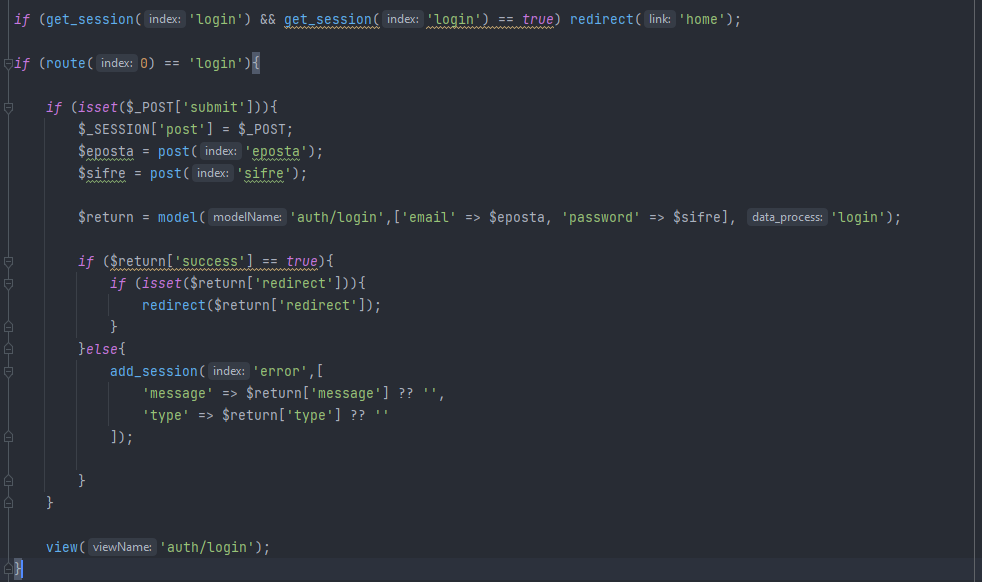 if (get_session( index: 'login') && get_session( index: 'login') == true) redirect( link: 'home');
if (route( index: 0) == 'login'){
if (isset($_POST['submit'])){
$_SESSION['post'] = $_POST;
$eposta = post( index: 'eposta');
$sifre = post( index: 'sifre');
$return = model( modelName: 'auth/login',['email' => $eposta, 'password' => $sifre], data_process: 'login');
if ($return['success'] == true){
if (isset($return['redirect'])){
redirect($return['redirect']);
}
}else{
add_session( index: 'error',[
'message' => $return['message'] ?? '',
'type' => $return['type'] ?? ''
]);
}
}
view( viewName: 'auth/login');
}